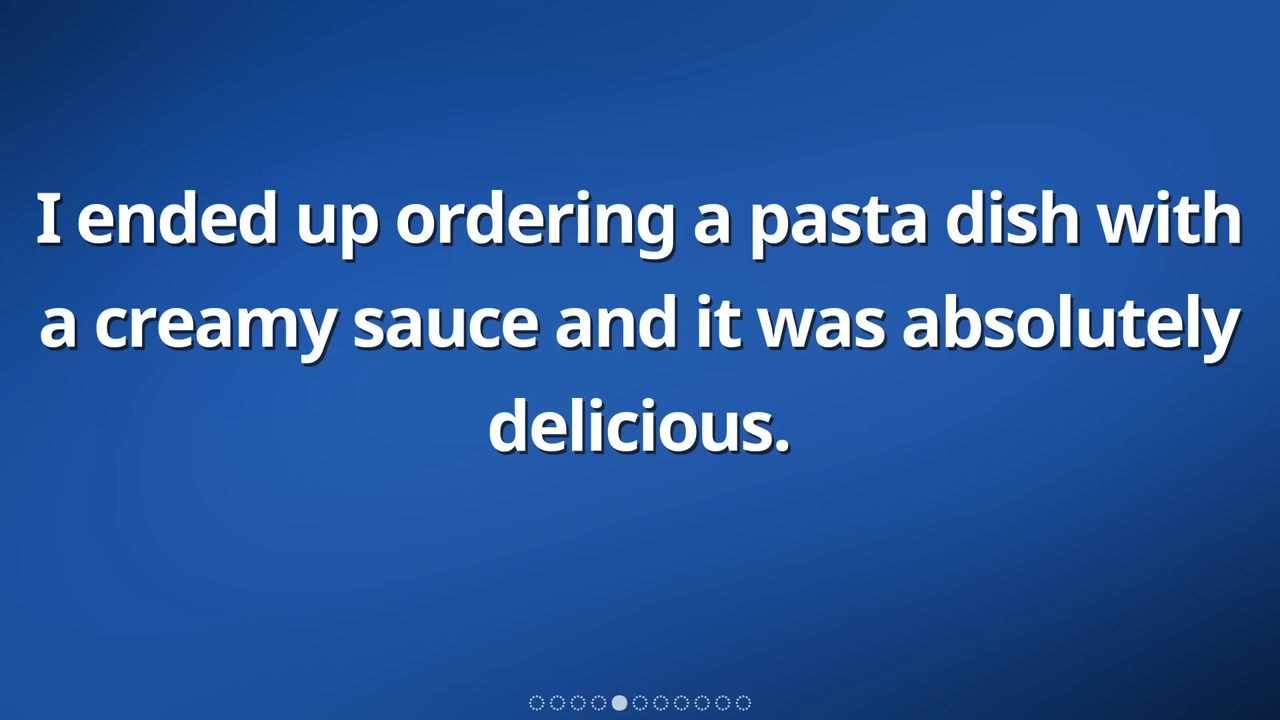 I ended up ordering a pasta dish with
a creamy sauce and it was absolutely
delicious.